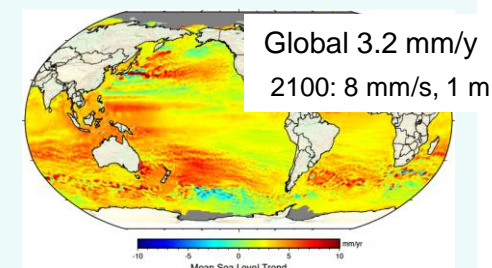 Global 3.2 mm/y
2100: 8 mm/s, 1 m
mm/yr
-10 -5 0 5 10
Mean Sea Level Trend